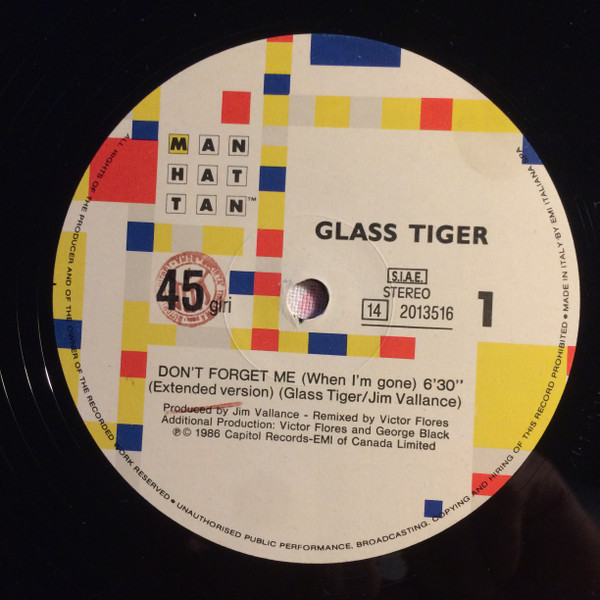 MAN
HAT
TAN™
GLASS TIGER
45 giri
S.I.A.E.
STEREO
14 2013516
1
DON'T FORGET ME (When I'm gone) 6'30''
(Extended version) (Glass Tiger/Jim Vallance)
Produced by Jim Vallance - Remixed by Victor Flores
Additional Production: Victor Flores and George Black
℗© 1986 Capitol Records-EMI of Canada Limited
ALL RIGHTS OF THE PRODUCER AND OF THE OWNER OF THE RECORDED WORK RESERVED • UNAUTHORISED PUBLIC PERFORMANCE, BROADCASTING, COPYING AND HIRING OF THIS RECORD PROHIBITED • MADE IN ITALY BY EMI ITALIANA SPA